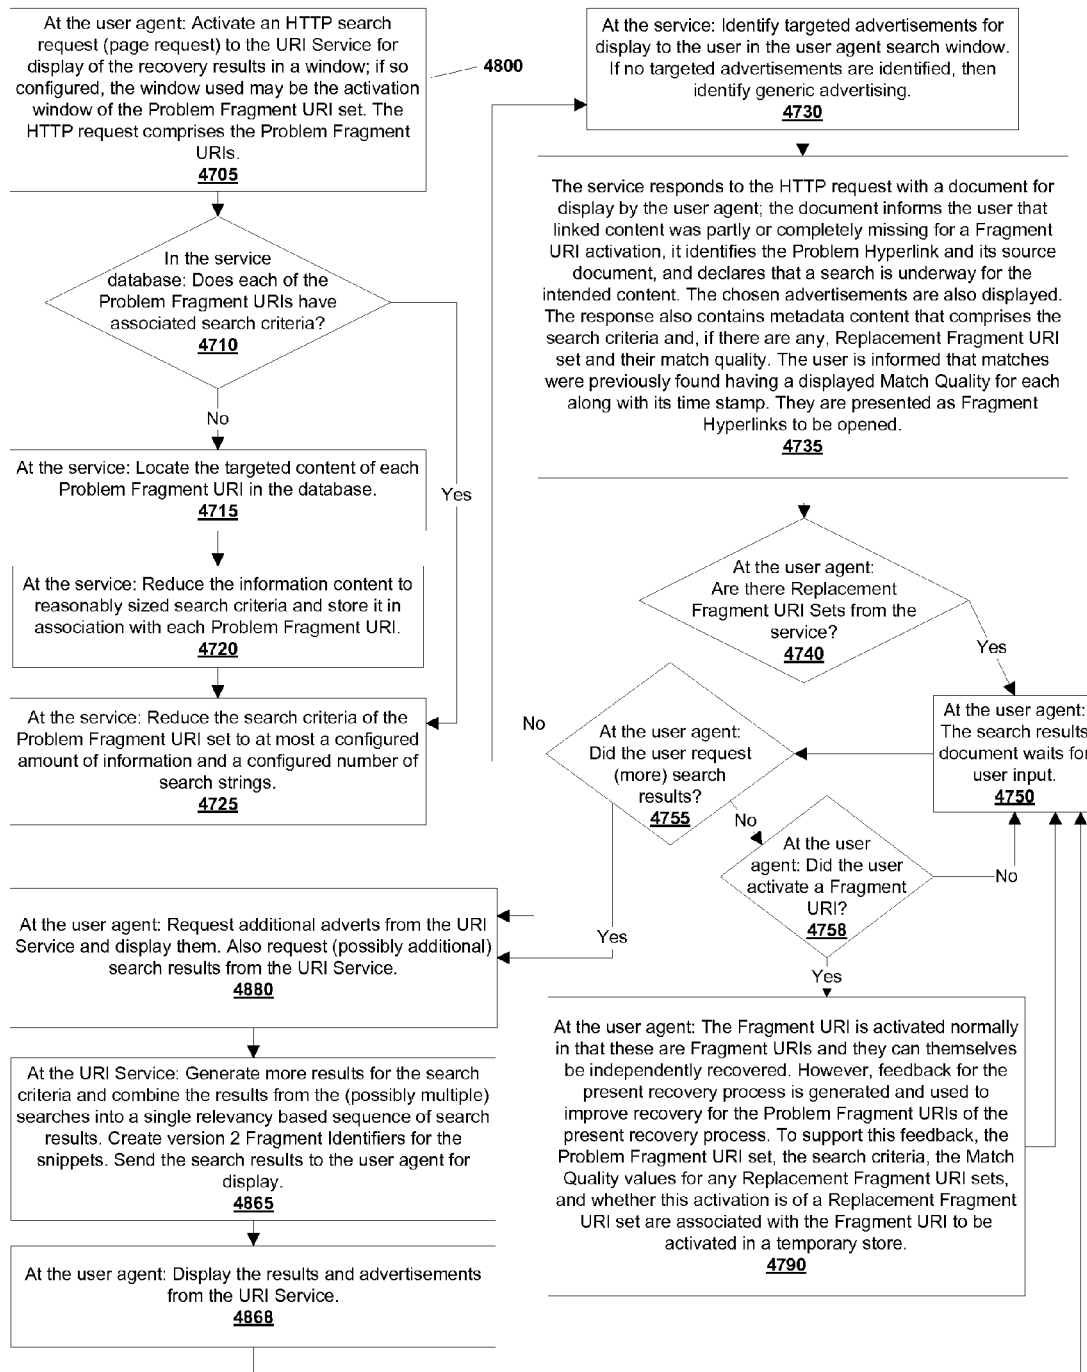 At the user agent: Activate an HTTP search
request (page request) to the URI Service for
display of the recovery results in a window; if so
configured, the window used may be the activation
window of the Problem Fragment URI set. The
HTTP request comprises the Problem Fragment
URIs.
4705
4800
In the service
database: Does each of the
Problem Fragment URIs have
associated search criteria?
4710
No
Yes
At the service: Locate the targeted content of each
Problem Fragment URI in the database.
4715
At the service: Reduce the information content to
reasonably sized search criteria and store it in
association with each Problem Fragment URI.
4720
At the service: Reduce the search criteria of the
Problem Fragment URI set to at most a configured
amount of information and a configured number of
search strings.
4725
At the service: Identify targeted advertisements for
display to the user in the user agent search window.
If no targeted advertisements are identified, then
identify generic advertising.
4730
The service responds to the HTTP request with a document for
display by the user agent; the document informs the user that
linked content was partly or completely missing for a Fragment
URI activation, it identifies the Problem Hyperlink and its source
document, and declares that a search is underway for the
intended content. The chosen advertisements are also displayed.
The response also contains metadata content that comprises the
search criteria and, if there are any, Replacement Fragment URI
set and their match quality. The user is informed that matches
were previously found having a displayed Match Quality for each
along with its time stamp. They are presented as Fragment
Hyperlinks to be opened.
4735
At the user agent:
Are there Replacement
Fragment URI Sets from the
service?
4740
Yes
No
At the user agent:
The search results
document waits for
user input.
4750
At the user agent:
Did the user request
(more) search
results?
4755
No
Yes
At the user
agent: Did the user
activate a Fragment
URI?
4758
No
Yes
At the user agent: Request additional adverts from the URI
Service and display them. Also request (possibly additional)
search results from the URI Service.
4880
At the URI Service: Generate more results for the search
criteria and combine the results from the (possibly multiple)
searches into a single relevancy based sequence of search
results. Create version 2 Fragment Identifiers for the
snippets. Send the search results to the user agent for
display.
4865
At the user agent: Display the results and advertisements
from the URI Service.
4868
At the user agent: The Fragment URI is activated normally
in that these are Fragment URIs and they can themselves
be independently recovered. However, feedback for the
present recovery process is generated and used to
improve recovery for the Problem Fragment URIs of the
present recovery process. To support this feedback, the
Problem Fragment URI set, the search criteria, the Match
Quality values for any Replacement Fragment URI sets,
and whether this activation is of a Replacement Fragment
URI set are associated with the Fragment URI to be
activated in a temporary store.
4790